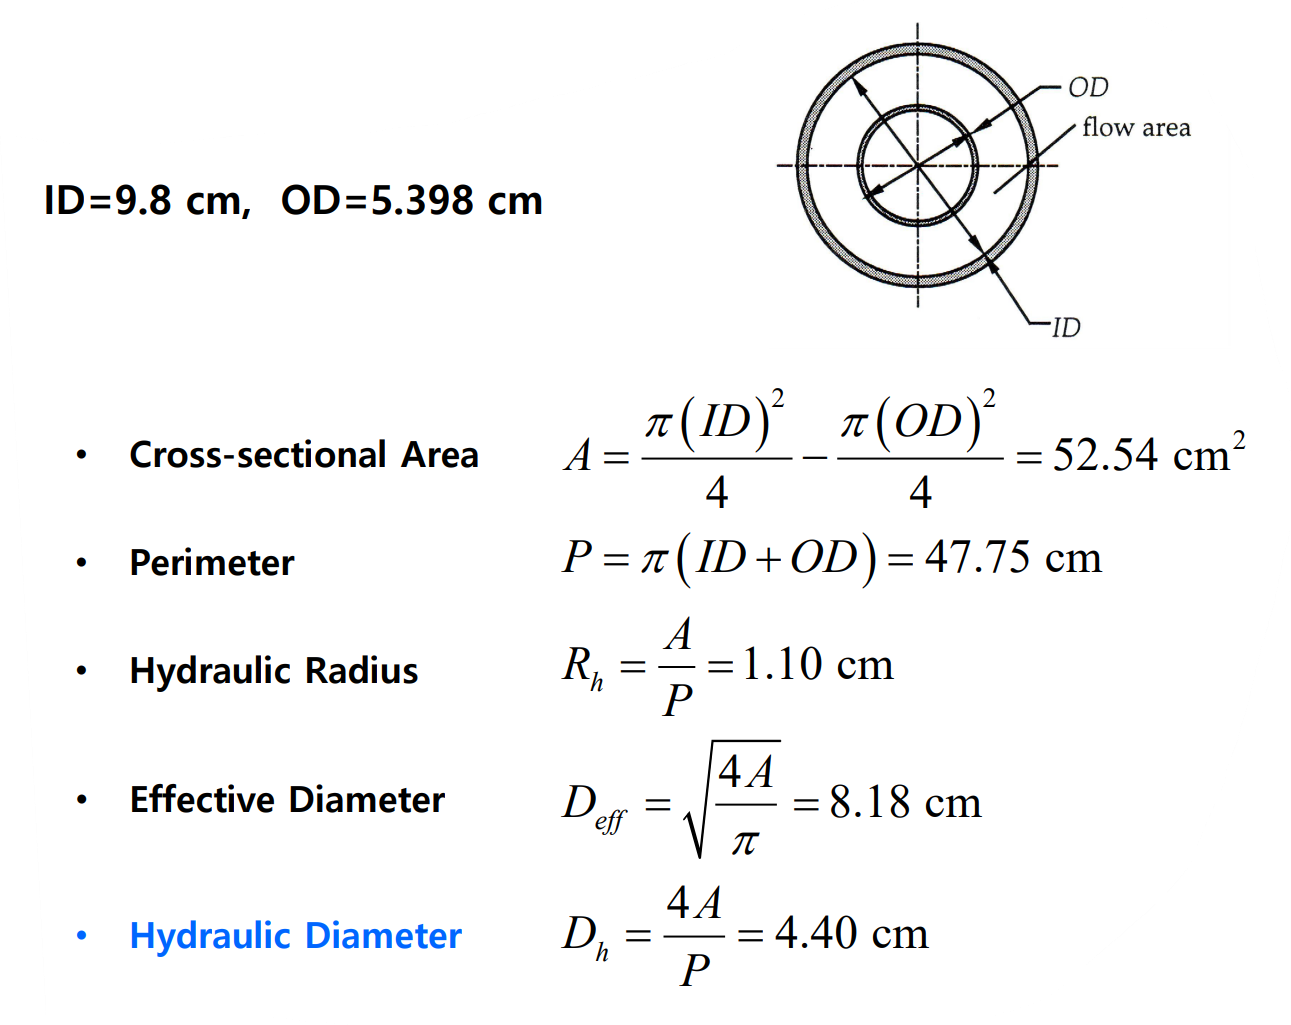 OD
flow area
ID=9.8 cm, OD=5.398 cm
ID
• Cross-sectional Area A = π(ID)²/4 − π(OD)²/4 = 52.54 cm²
• Perimeter P = π(ID + OD) = 47.75 cm
• Hydraulic Radius R_h = A/P = 1.10 cm
• Effective Diameter D_eff = √(4A/π) = 8.18 cm
• Hydraulic Diameter D_h = 4A/P = 4.40 cm